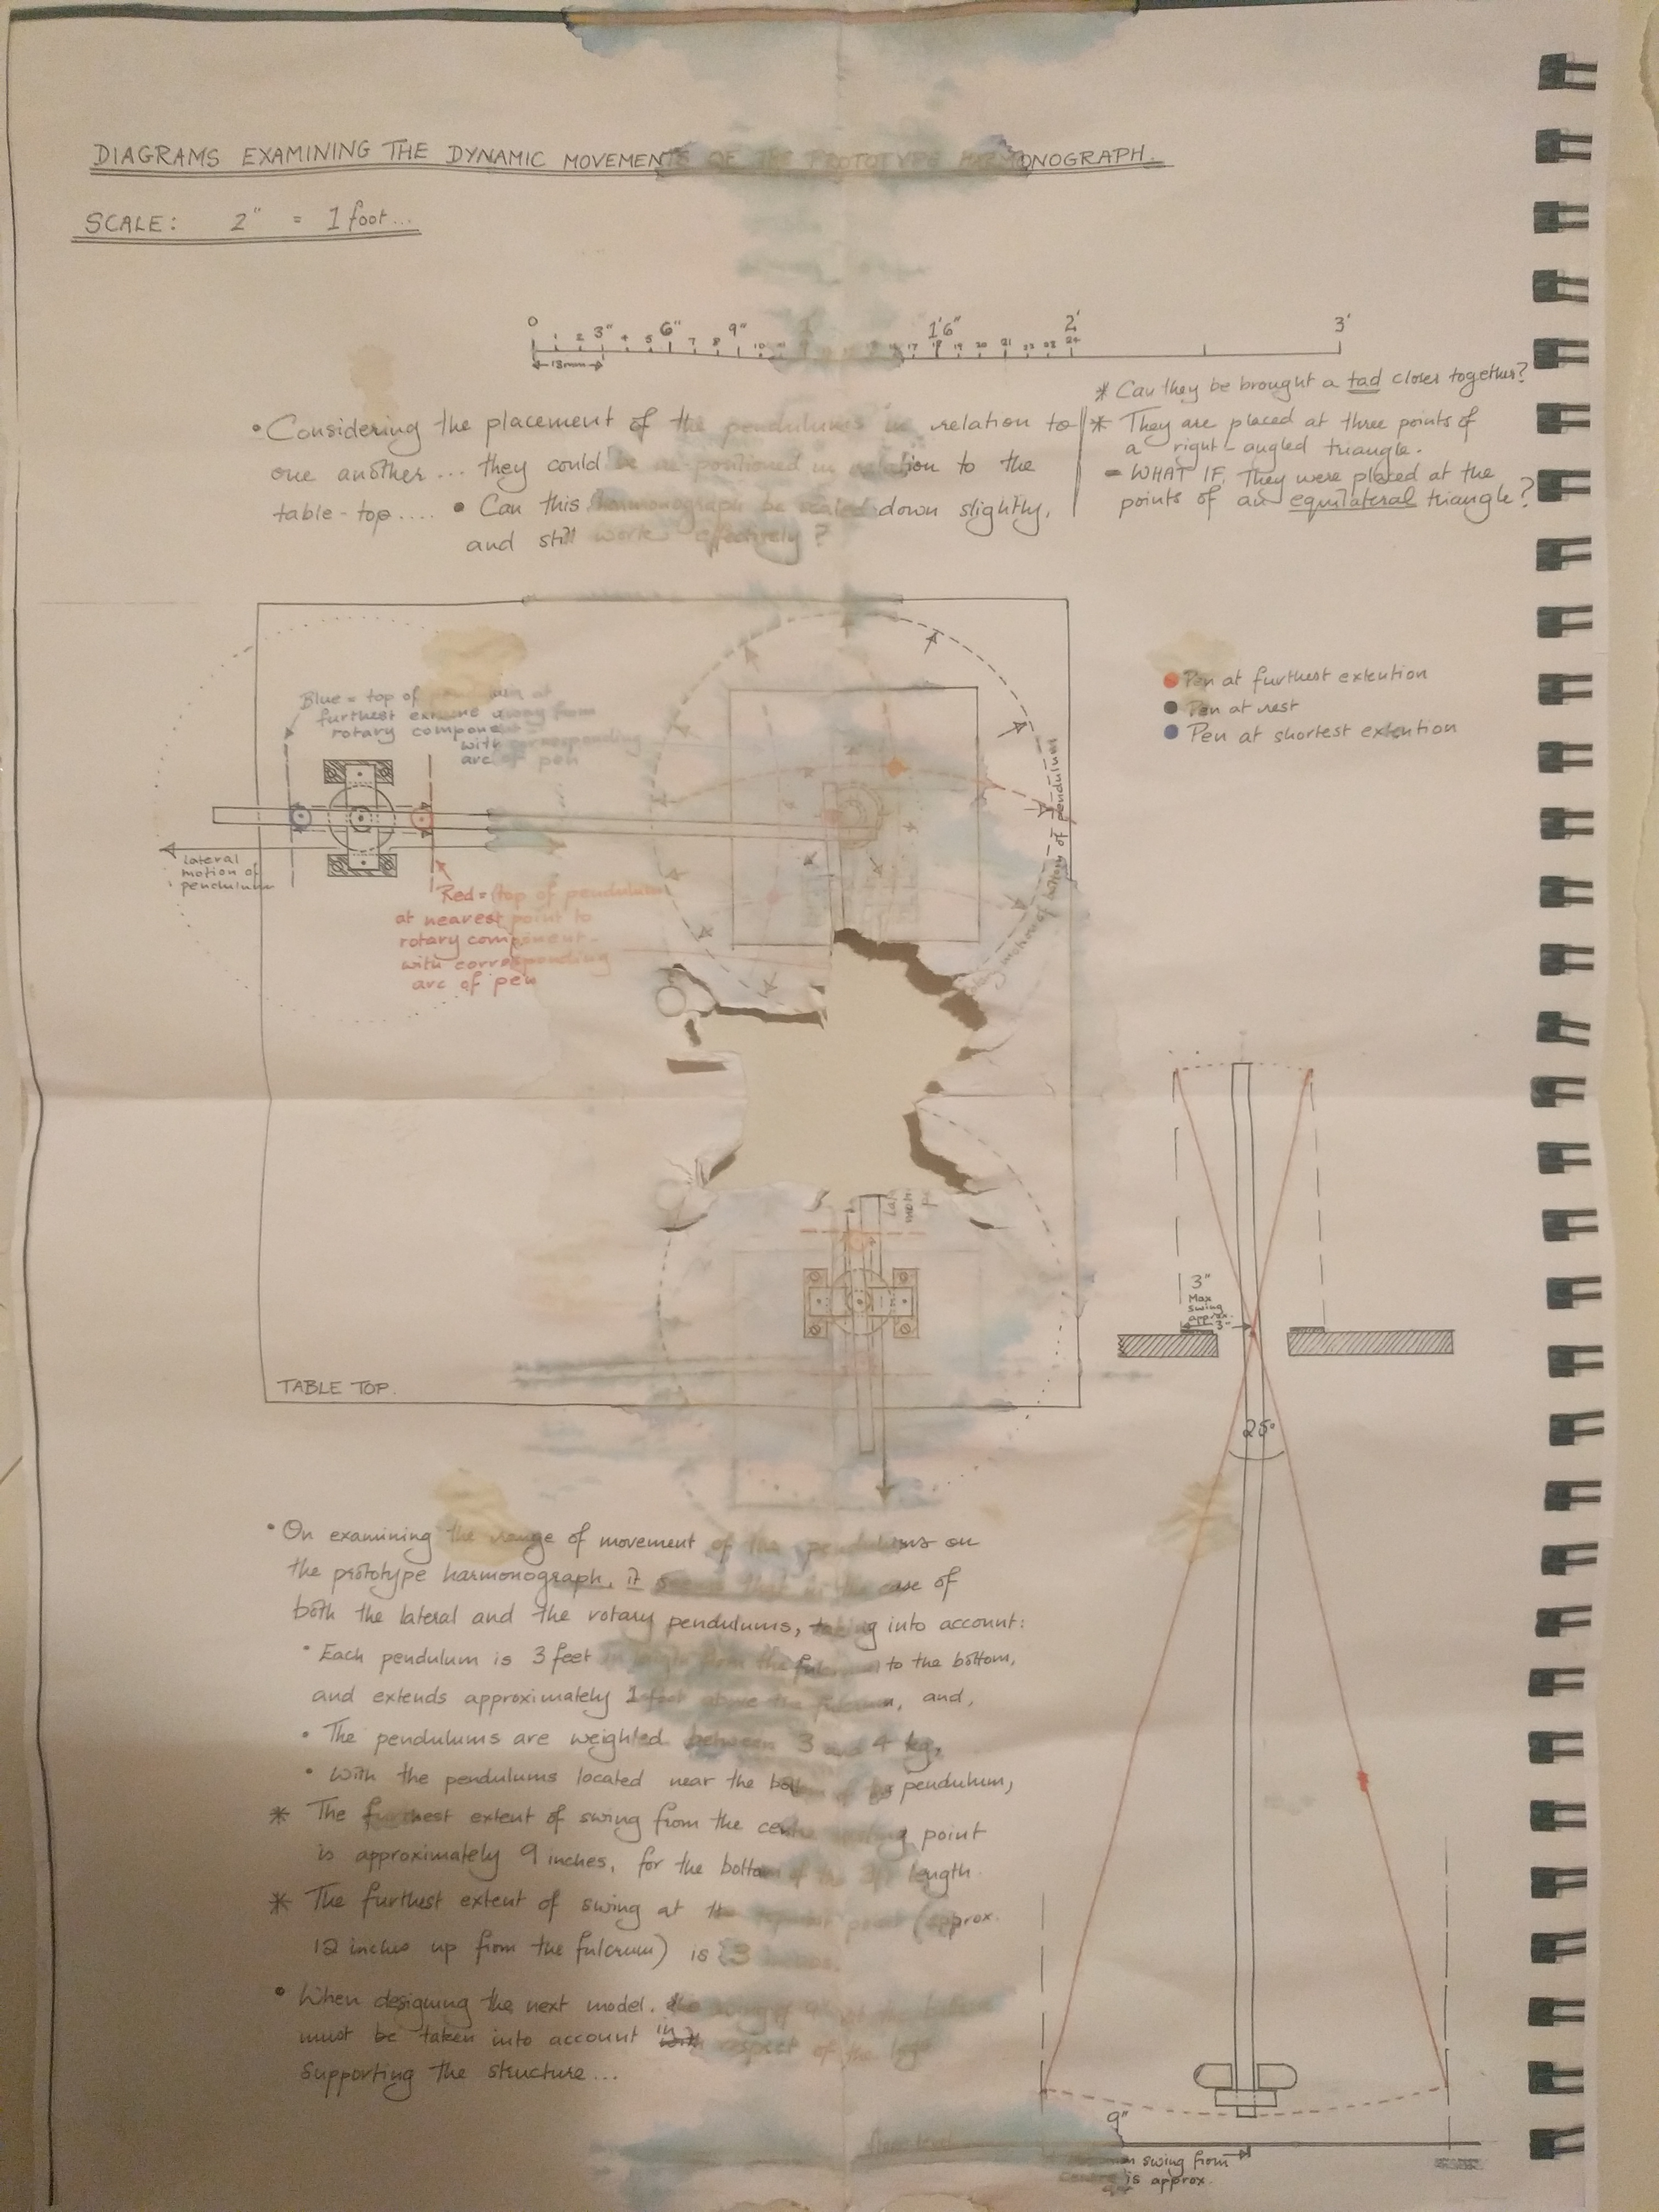 DIAGRAMS EXAMINING THE DYNAMIC MOVEMENTS OF THE PROTOTYPE HARMONOGRAPH.
SCALE: 2" = 1 foot...
0 1 2 3" 4 5 6" 7 8 9" 10 1'6" 17 18 19 20 21 22 23 24 2' 3'
13mm
* Can they be brought a tad closer together?
• Considering the placement of the pendulums in relation to
one another... they could be re-positioned in relation to the
table-top.... • Can this harmonograph be scaled down slightly,
and still work effectively?
* They are placed at three points of
a right-angled triangle.
= WHAT IF. They were placed at the
points of an equilateral triangle?
Blue = top of pendulum at
furthest extreme away from
rotary component
with corresponding
arc of pen
Pen at furthest extention
Pen at rest
Pen at shortest extention
lateral
motion of
pendulum
Red = top of pendulum
at nearest point to
rotary component
with corresponding
arc of pen
motion of bottom of pendulum
3"
Max
swing
approx.
3"
TABLE TOP.
25°
• On examining the range of movement of the pendulums on
the prototype harmonograph, it seems that in the case of
both the lateral and the rotary pendulums, taking into account:
• Each pendulum is 3 feet in length from the fulcrum to the bottom,
and extends approximately 1 foot above the fulcrum, and,
• The pendulums are weighted between 3 and 4 kg,
• With the pendulums located near the bottom of the pendulum,
* The furthest extent of swing from the centre point
is approximately 9 inches, for the bottom of the length.
* The furthest extent of swing at the point (approx.
12 inches up from the fulcrum) is 3 inches.
• When designing the next model, the swing of
must be taken into account in respect of the legs
supporting the structure...
9"
swing from
centre is approx.